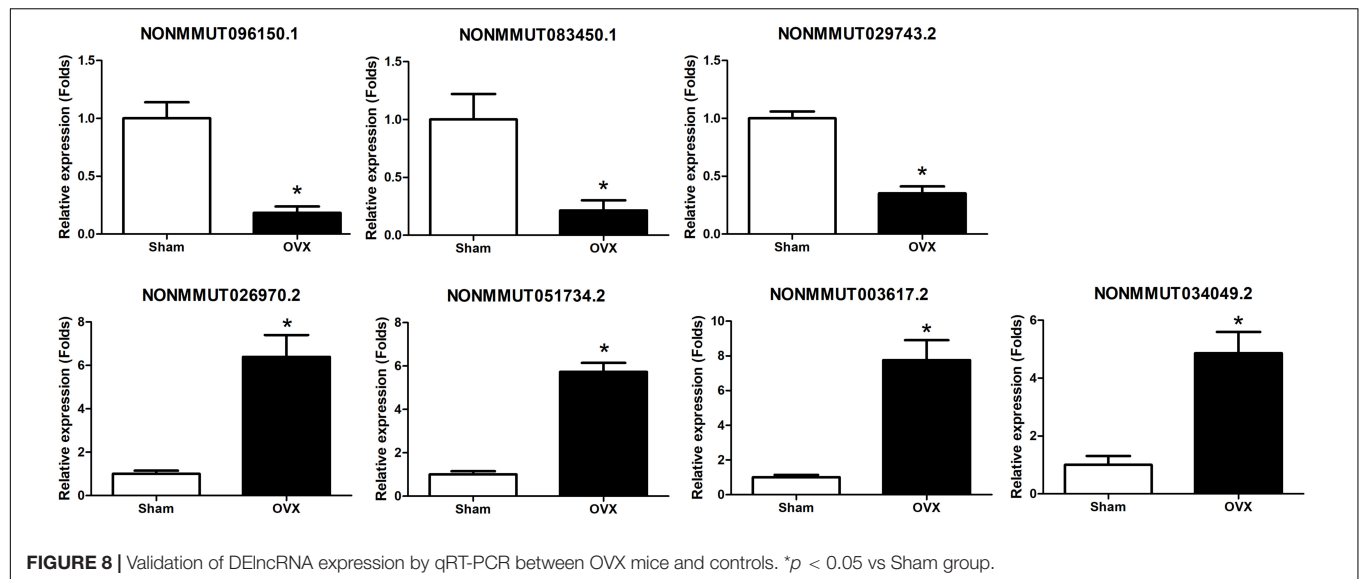 NONMMUT096150.1
Relative expression (Folds)
1.5
1.0
0.5
0.0
*
Sham
OVX
NONMMUT083450.1
Relative expression (Folds)
1.5
1.0
0.5
0.0
*
Sham
OVX
NONMMUT029743.2
Relative expression (Folds)
1.5
1.0
0.5
0.0
*
Sham
OVX
NONMMUT026970.2
Relative expression (Folds)
8
6
4
2
0
*
Sham
OVX
NONMMUT051734.2
Relative expression (Folds)
8
6
4
2
0
*
Sham
OVX
NONMMUT003617.2
Relative expression (Folds)
10
8
6
4
2
0
*
Sham
OVX
NONMMUT034049.2
Relative expression (Folds)
6
4
2
0
*
Sham
OVX
FIGURE 8 | Validation of DElncRNA expression by qRT-PCR between OVX mice and controls. *p < 0.05 vs Sham group.